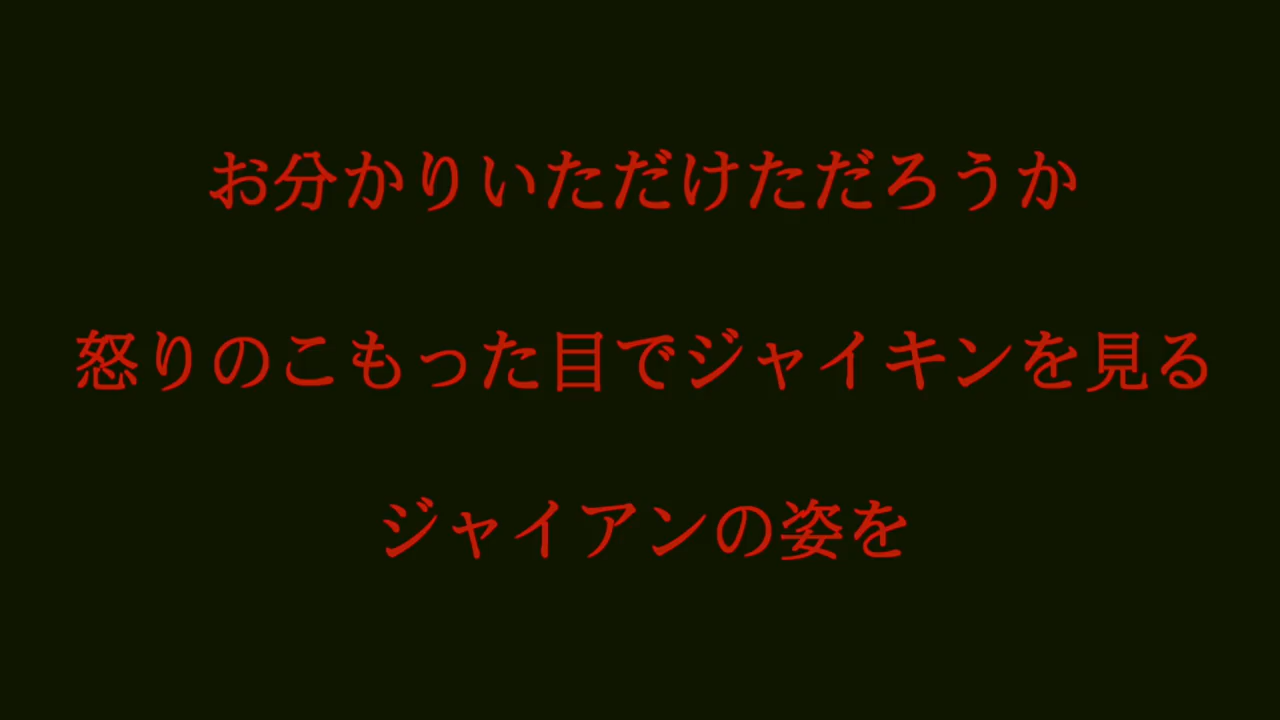 お分かりいただけただろうか
怒りのこもった目でジャイキンを見る
ジャイアンの姿を